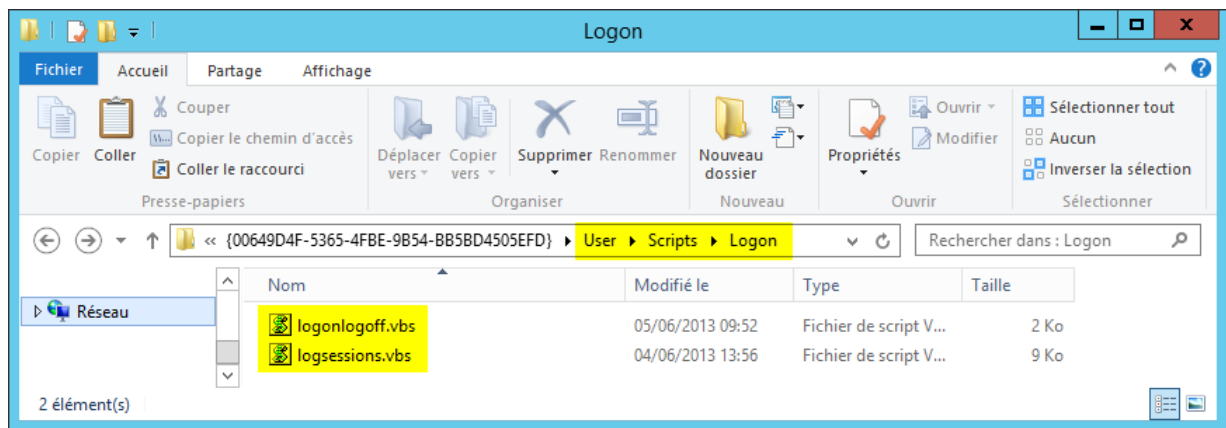 Logon
Fichier Accueil Partage Affichage
Copier
Coller
Couper
Copier le chemin d'accès
Coller le raccourci
Presse-papiers
Déplacer vers
Copier vers
Supprimer
Renommer
Organiser
Nouveau dossier
Nouveau
Propriétés
Ouvrir
Modifier
Ouvrir
Sélectionner tout
Aucun
Inverser la sélection
Sélectionner
« {00649D4F-5365-4FBE-9B54-BB5BD4505EFD} User Scripts Logon
Rechercher dans : Logon
Réseau
Nom Modifié le Type Taille
logonlogoff.vbs 05/06/2013 09:52 Fichier de script V... 2 Ko
logsessions.vbs 04/06/2013 13:56 Fichier de script V... 9 Ko
2 élément(s)